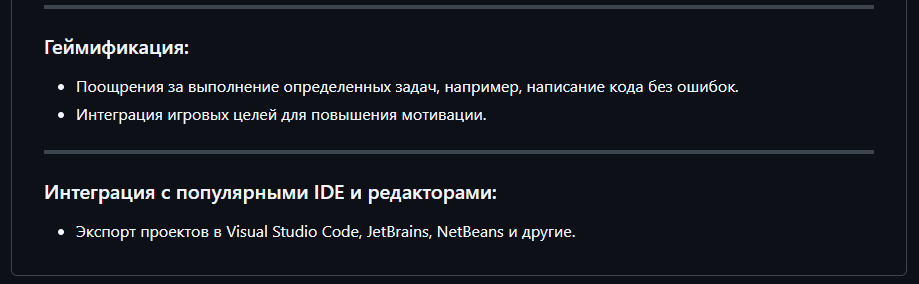 Геймификация:
Поощрения за выполнение определенных задач, например, написание кода без ошибок.
Интеграция игровых целей для повышения мотивации.
Интеграция с популярными IDE и редакторами:
Экспорт проектов в Visual Studio Code, JetBrains, NetBeans и другие.